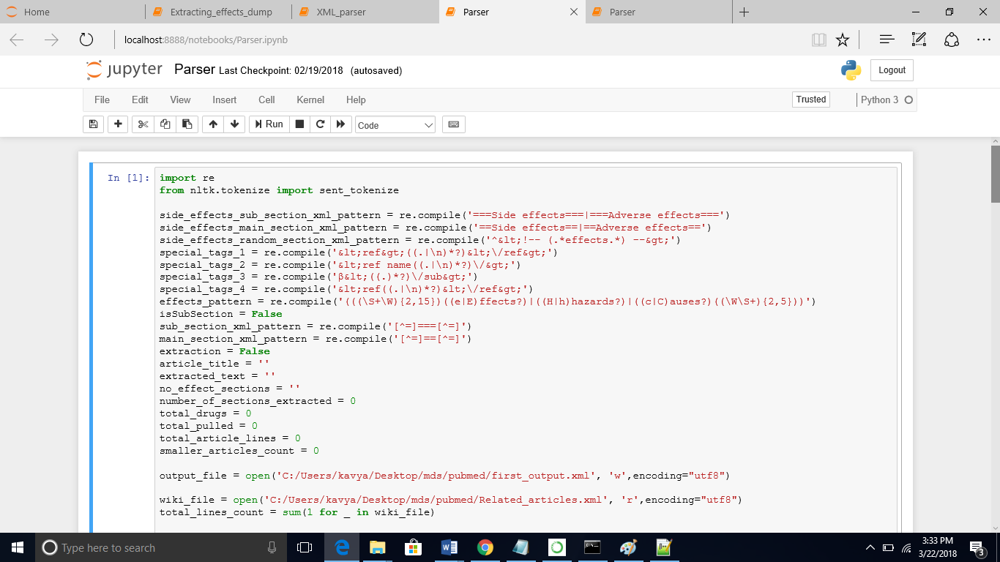 Home
Extracting_effects_dump
XML_parser
Parser
Parser
localhost:8888/notebooks/Parser.ipynb
jupyter Parser Last Checkpoint: 02/19/2018 (autosaved)
Logout
File Edit View Insert Cell Kernel Help
Trusted
Python 3
Run
Code
In [1]:
import re
from nltk.tokenize import sent_tokenize
side_effects_sub_section_xml_pattern = re.compile('===Side effects===|===Adverse effects===')
side_effects_main_section_xml_pattern = re.compile('==Side effects==|==Adverse effects==')
side_effects_random_section_xml_pattern = re.compile('^&lt;!-- (.*effects.*) --&gt;')
special_tags_1 = re.compile('&lt;ref&gt;((.|\n)*?)&lt;\/ref&gt;')
special_tags_2 = re.compile('&lt;ref name((.|\n)*?)\/&gt;')
special_tags_3 = re.compile('β&lt;((.)*?)\/sub&gt;')
special_tags_4 = re.compile('&lt;ref((.|\n)*?)&lt;\/ref&gt;')
effects_pattern = re.compile('(((\S+\W){2,15})((e|E)ffects?)|((H|h)hazards?)|((c|C)auses?)((\W\S+){2,5}))')
isSubSection = False
sub_section_xml_pattern = re.compile('[^=]===[^=]')
main_section_xml_pattern = re.compile('[^=]==[^=]')
extraction = False
article_title = ''
extracted_text = ''
no_effect_sections = ''
number_of_sections_extracted = 0
total_drugs = 0
total_pulled = 0
total_article_lines = 0
smaller_articles_count = 0
output_file = open('C:/Users/kavya/Desktop/mds/pubmed/first_output.xml', 'w',encoding="utf8")
wiki_file = open('C:/Users/kavya/Desktop/mds/pubmed/Related_articles.xml', 'r',encoding="utf8")
total_lines_count = sum(1 for _ in wiki_file)
Type here to search
3:33 PM
3/22/2018
3